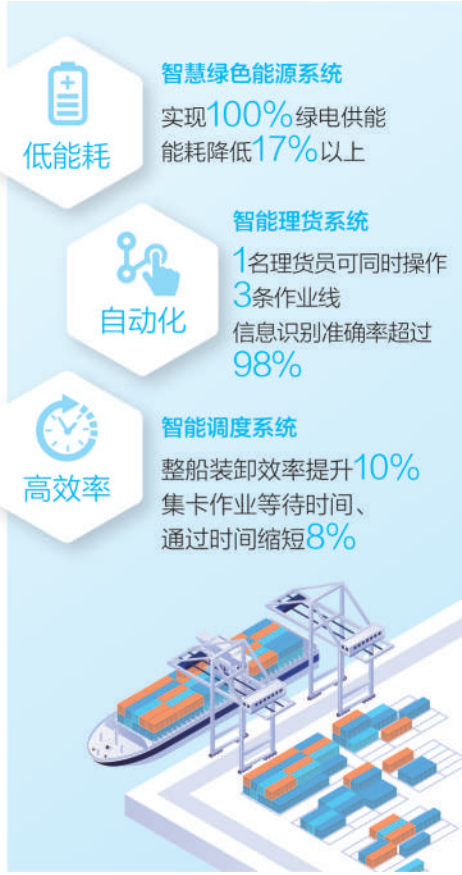 低能耗
智慧绿色能源系统
实现100%绿电供能
能耗降低17%以上
自动化
智能理货系统
1名理货员可同时操作
3条作业线
信息识别准确率超过
98%
高效率
智能调度系统
整船装卸效率提升10%
集卡作业等待时间、
通过时间缩短8%